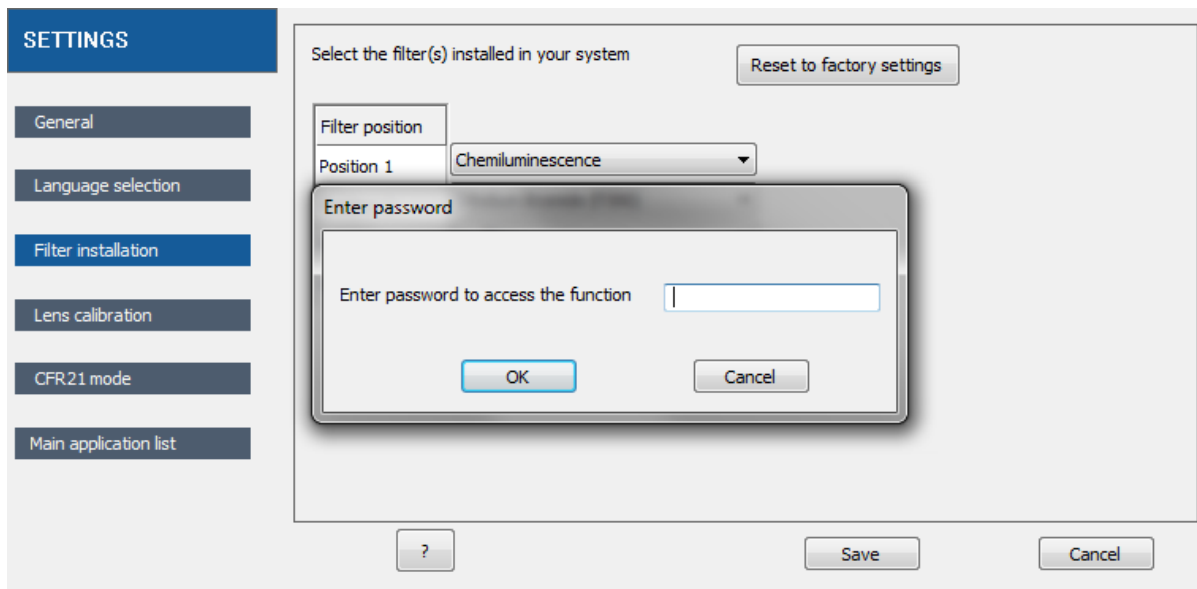 SETTINGS
General
Language selection
Filter installation
Lens calibration
CFR21 mode
Main application list
Select the filter(s) installed in your system
Reset to factory settings
Filter position
Position 1
Chemiluminescence
Enter password
Enter password to access the function
OK
Cancel
?
Save
Cancel